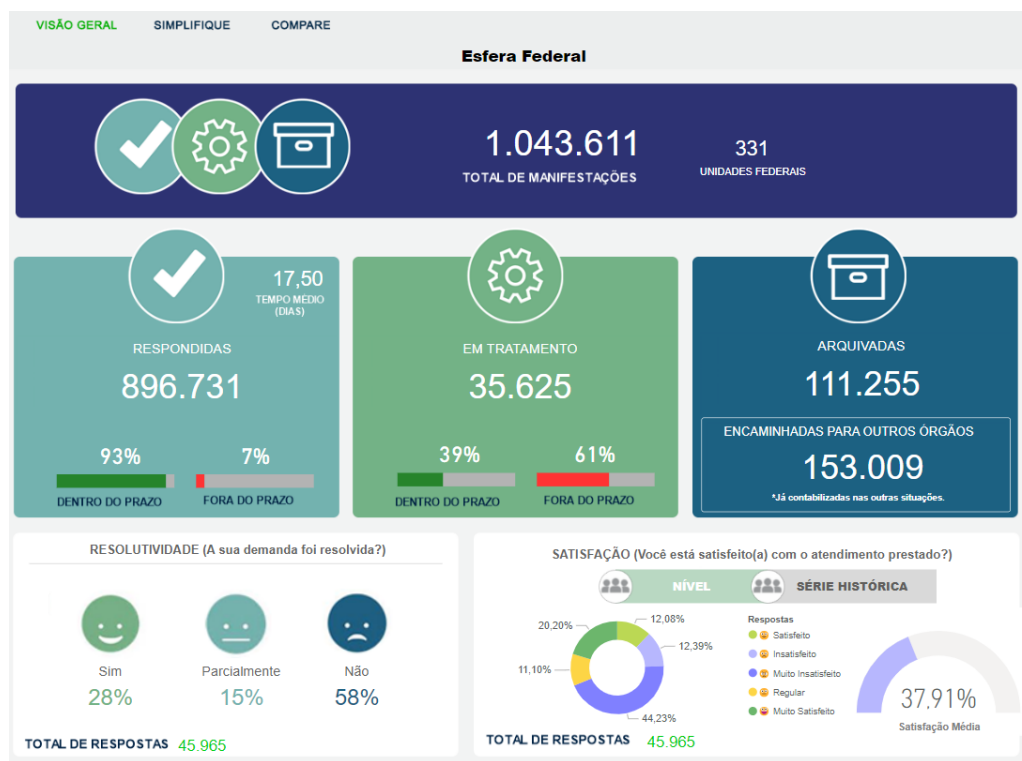 VISÃO GERAL SIMPLIFIQUE COMPARE
Esfera Federal
1.043.611
TOTAL DE MANIFESTAÇÕES
331
UNIDADES FEDERAIS
17,50
TEMPO MÉDIO
(DIAS)
RESPONDIDAS
896.731
93% 7%
DENTRO DO PRAZO FORA DO PRAZO
EM TRATAMENTO
35.625
39% 61%
DENTRO DO PRAZO FORA DO PRAZO
ARQUIVADAS
111.255
ENCAMINHADAS PARA OUTROS ÓRGÃOS
153.009
*Já contabilizadas nas outras situações.
RESOLUTIVIDADE (A sua demanda foi resolvida?)
Sim Parcialmente Não
28% 15% 58%
TOTAL DE RESPOSTAS 45.965
SATISFAÇÃO (Você está satisfeito(a) com o atendimento prestado?)
NÍVEL SÉRIE HISTÓRICA
20,20% 12,08%
12,39%
11,10%
44,23%
Respostas
Satisfeito
Insatisfeito
Muito Insatisfeito
Regular
Muito Satisfeito
37,91%
Satisfação Média
TOTAL DE RESPOSTAS 45.965